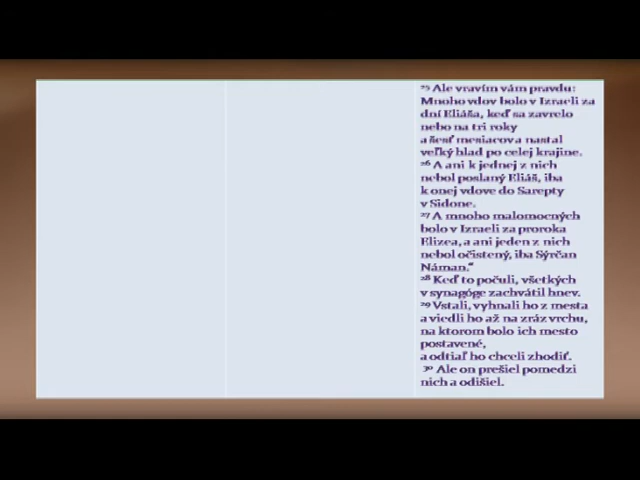 25 Ale vravím vám pravdu:
Mnoho vdov bolo v Izraeli za
dní Eliáša, keď sa zavrelo
nebo na tri roky
a šesť mesiacov a nastal
veľký hlad po celej krajine.
26 A ani k jednej z nich
nebol poslaný Eliáš, iba
k onej vdove do Sarepty
v Sidone.
27 A mnoho malomocných
bolo v Izraeli za proroka
Elizea, a ani jeden z nich
nebol očistený, iba Sýrčan
Náman."
28 Keď to počuli, všetkých
v synagóge zachvátil hnev.
29 Vstali, vyhnali ho z mesta
a viedli ho až na zráz vrchu,
na ktorom bolo ich mesto
postavené,
a odtiaľ ho chceli zhodiť.
30 Ale on prešiel pomedzi
nich a odišiel.